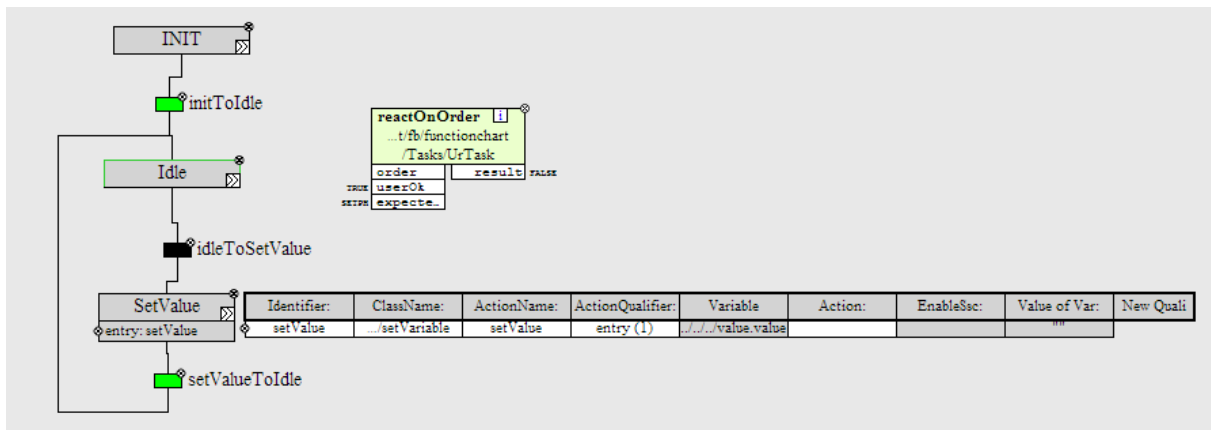 INIT
initToIdle
reactOnOrder i
...t/fb/functionchart
/Tasks/UrTask
order result FALSE
TRUE userOk
SETPH expecte…
Idle
idleToSetValue
SetValue
entry: setValue
Identifier: ClassName: ActionName: ActionQualifier: Variable Action: EnableSsc: Value of Var: New Quali
setValue .../setVariable setValue entry (1) ../../../value.value ""
setValueToIdle